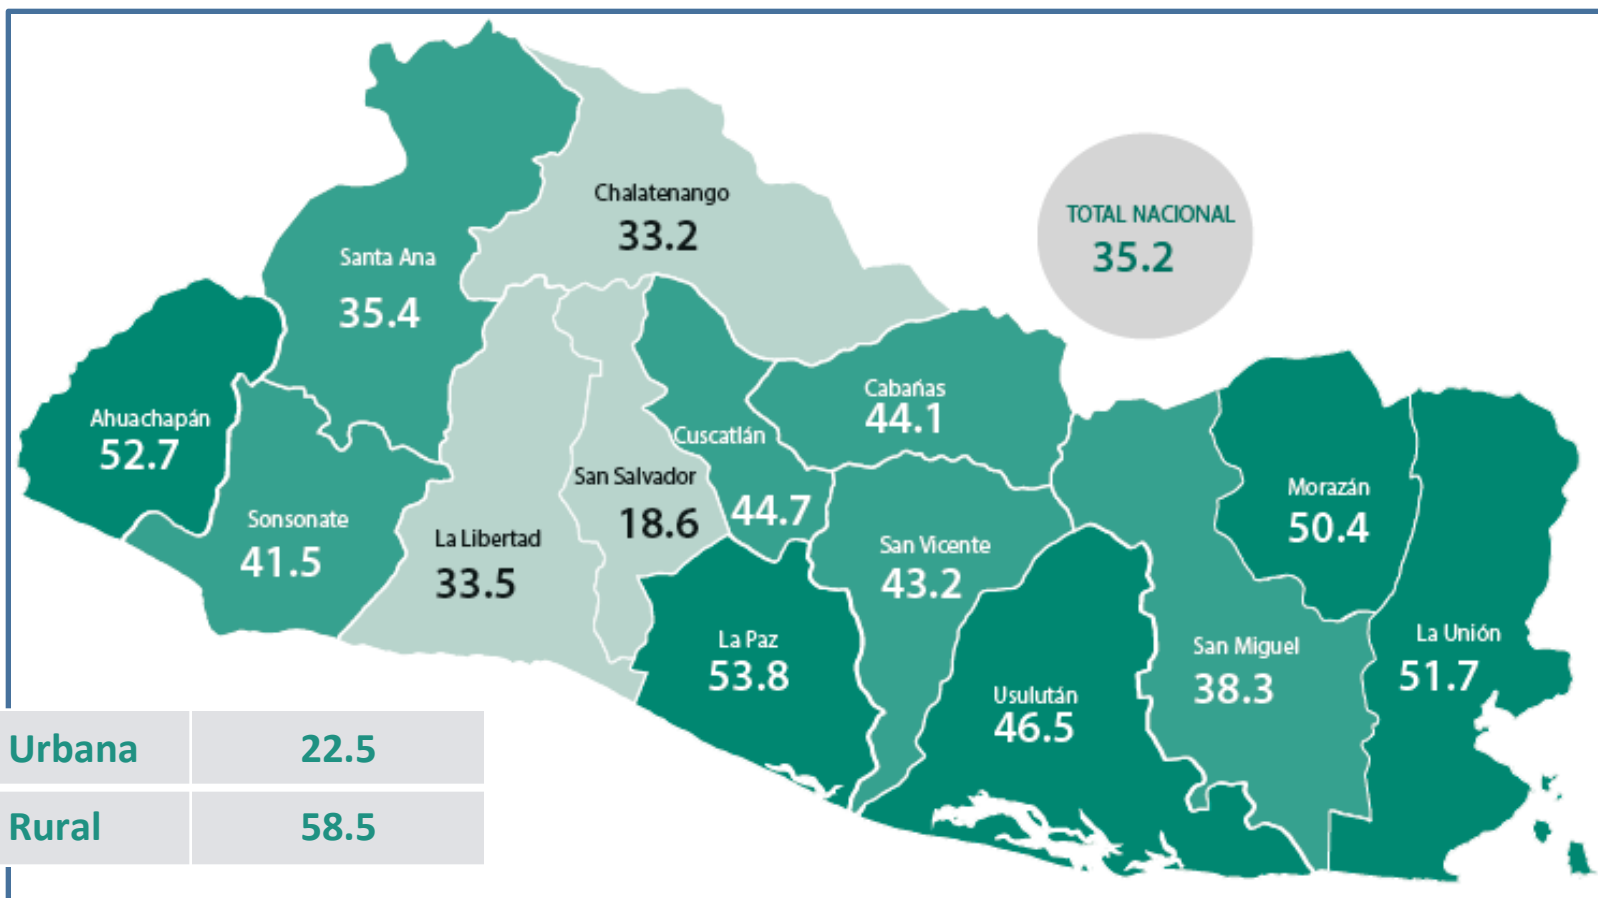 Chalatenango
33.2
TOTAL NACIONAL
35.2
Santa Ana
35.4
Cabañas
44.1
Ahuachapán
52.7
Cuscatlán
44.7
San Salvador
18.6
Morazán
50.4
Sonsonate
41.5
La Libertad
33.5
San Vicente
43.2
La Paz
53.8
San Miguel
38.3
La Unión
51.7
Usulután
46.5
Urbana 22.5
Rural 58.5